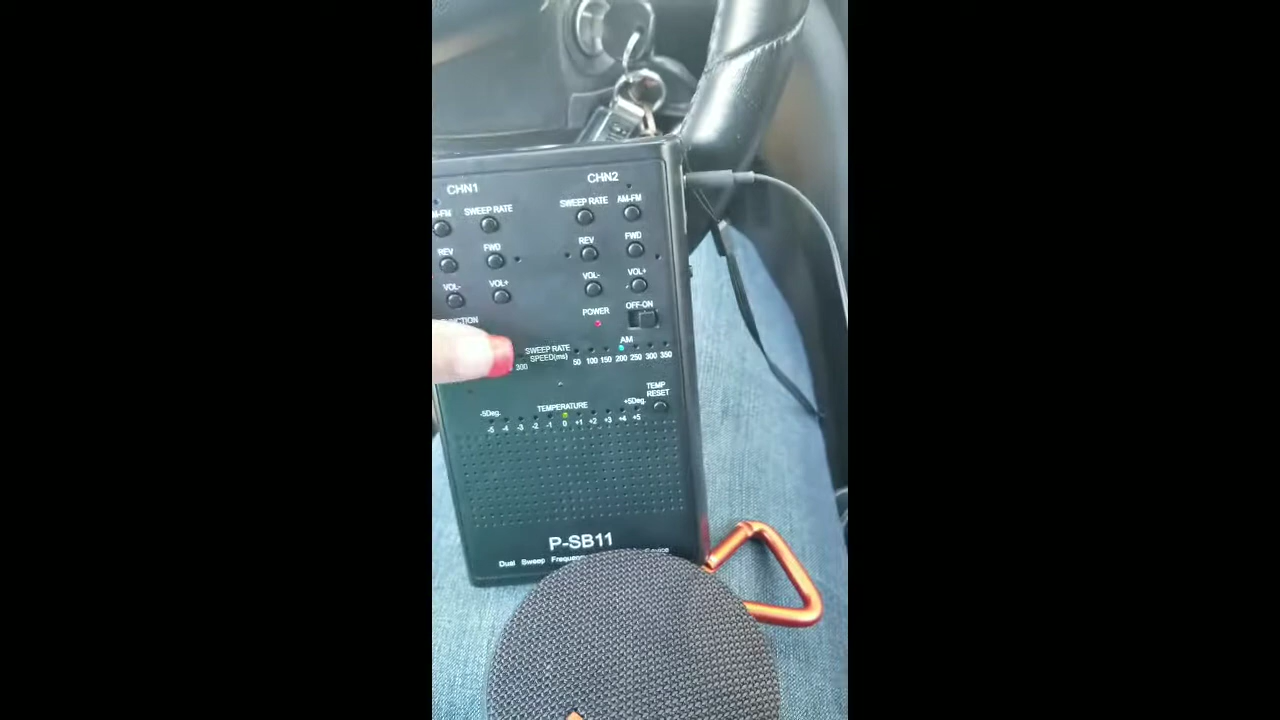 CHN1 CHN2
SWEEP RATE SWEEP RATE AM-FM
REV FWD REV FWD
VOL- VOL+ VOL- VOL+
POWER OFF-ON
AM
SWEEP RATE
SPEED(ms)
300 50 100 150 200 250 300 350
TEMP
RESET
-5Deg. TEMPERATURE +5Deg.
-5 -4 -3 -2 -1 0 +1 +2 +3 +4 +5
P-SB11
Dual Sweep